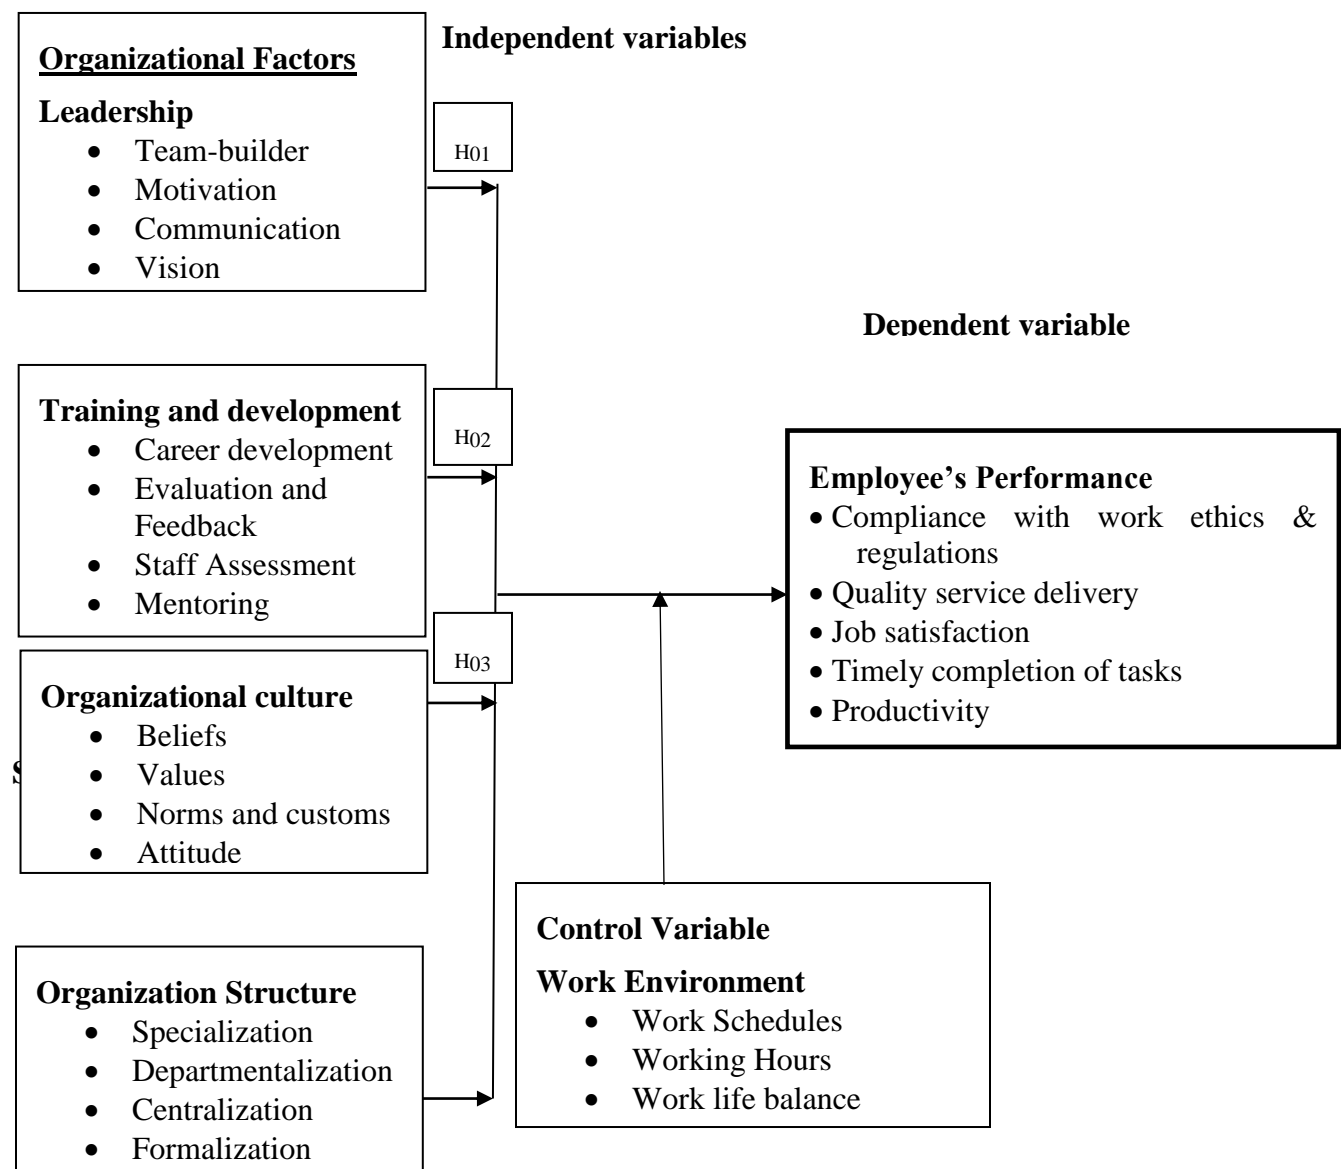 Independent variables
Organizational Factors
Leadership
• Team-builder
• Motivation
• Communication
• Vision
H01
Dependent variable
Training and development
• Career development
• Evaluation and
Feedback
• Staff Assessment
• Mentoring
H02
Employee’s Performance
• Compliance with work ethics &
regulations
• Quality service delivery
• Job satisfaction
• Timely completion of tasks
• Productivity
H03
Organizational culture
• Beliefs
• Values
• Norms and customs
• Attitude
Control Variable
Work Environment
• Work Schedules
• Working Hours
• Work life balance
Organization Structure
• Specialization
• Departmentalization
• Centralization
• Formalization